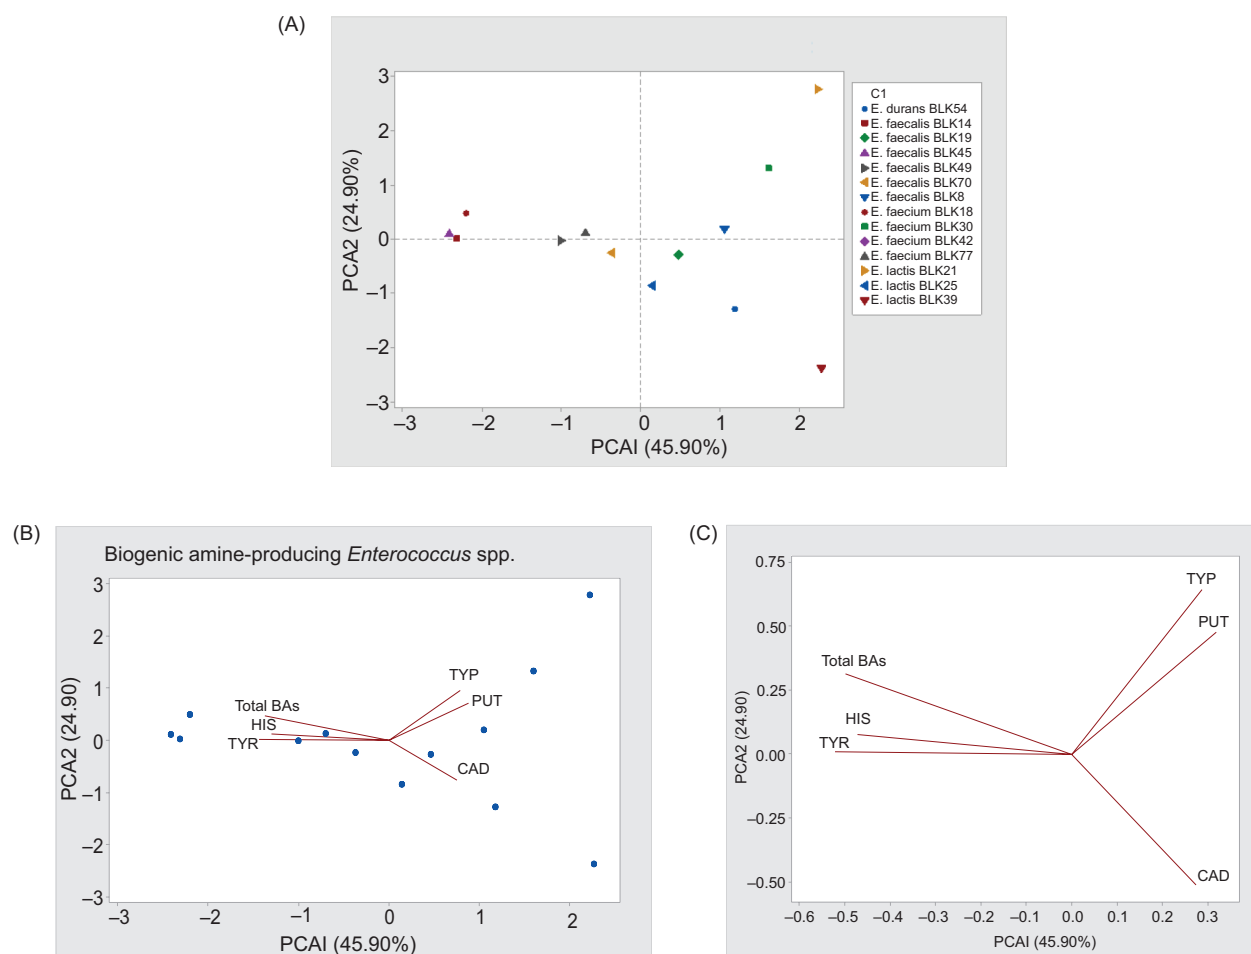 (A)
3
2
1
0
–1
–2
–3
PCA2 (24.90%)
–3
–2
–1
0
1
2
PCAI (45.90%)
C1
E. durans BLK54
E. faecalis BLK14
E. faecalis BLK19
E. faecalis BLK45
E. faecalis BLK49
E. faecalis BLK70
E. faecalis BLK8
E. faecium BLK18
E. faecium BLK30
E. faecium BLK42
E. faecium BLK77
E. lactis BLK21
E. lactis BLK25
E. lactis BLK39
(B)
Biogenic amine-producing Enterococcus spp.
3
2
1
0
–1
–2
–3
PCA2 (24.90)
TYP
PUT
Total BAs
HIS
TYR
CAD
–3
–2
–1
0
1
2
PCAI (45.90%)
(C)
0.75
0.50
0.25
0.00
–0.25
–0.50
PCA2 (24.90)
TYP
PUT
Total BAs
HIS
TYR
CAD
–0.6
–0.5
–0.4
–0.3
–0.2
–0.1
0.0
0.1
0.2
0.3
PCAI (45.90%)